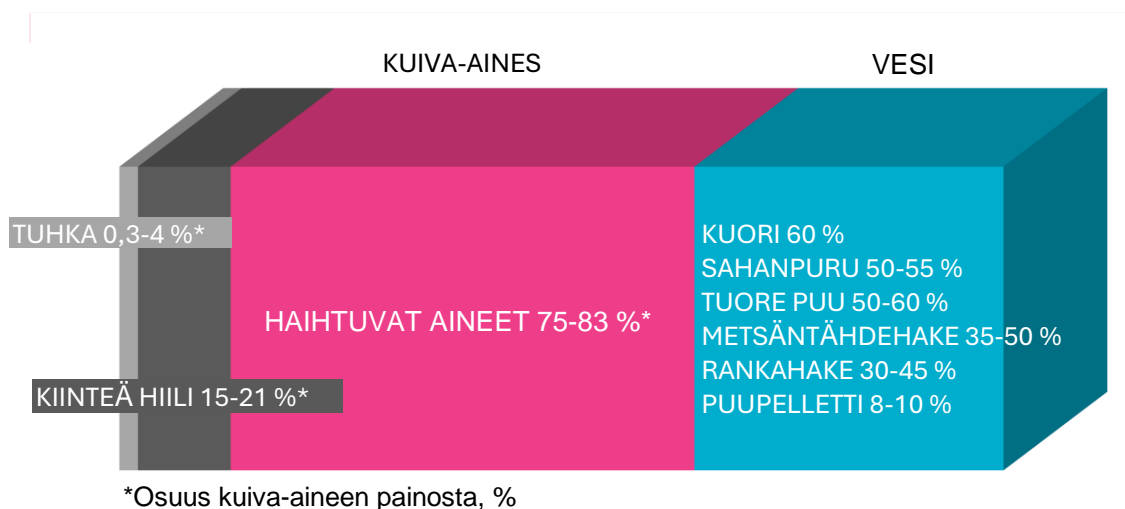 KUIVA-AINES
VESI
TUHKA 0,3-4 %*
HAIHTUVAT AINEET 75-83 %*
KIINTEÄ HIILI 15-21 %*
KUORI 60 %
SAHANPURU 50-55 %
TUORE PUU 50-60 %
METSÄNTÄHDEHAKE 35-50 %
RANKAHAKE 30-45 %
PUUPELLETTI 8-10 %
*Osuus kuiva-aineen painosta, %